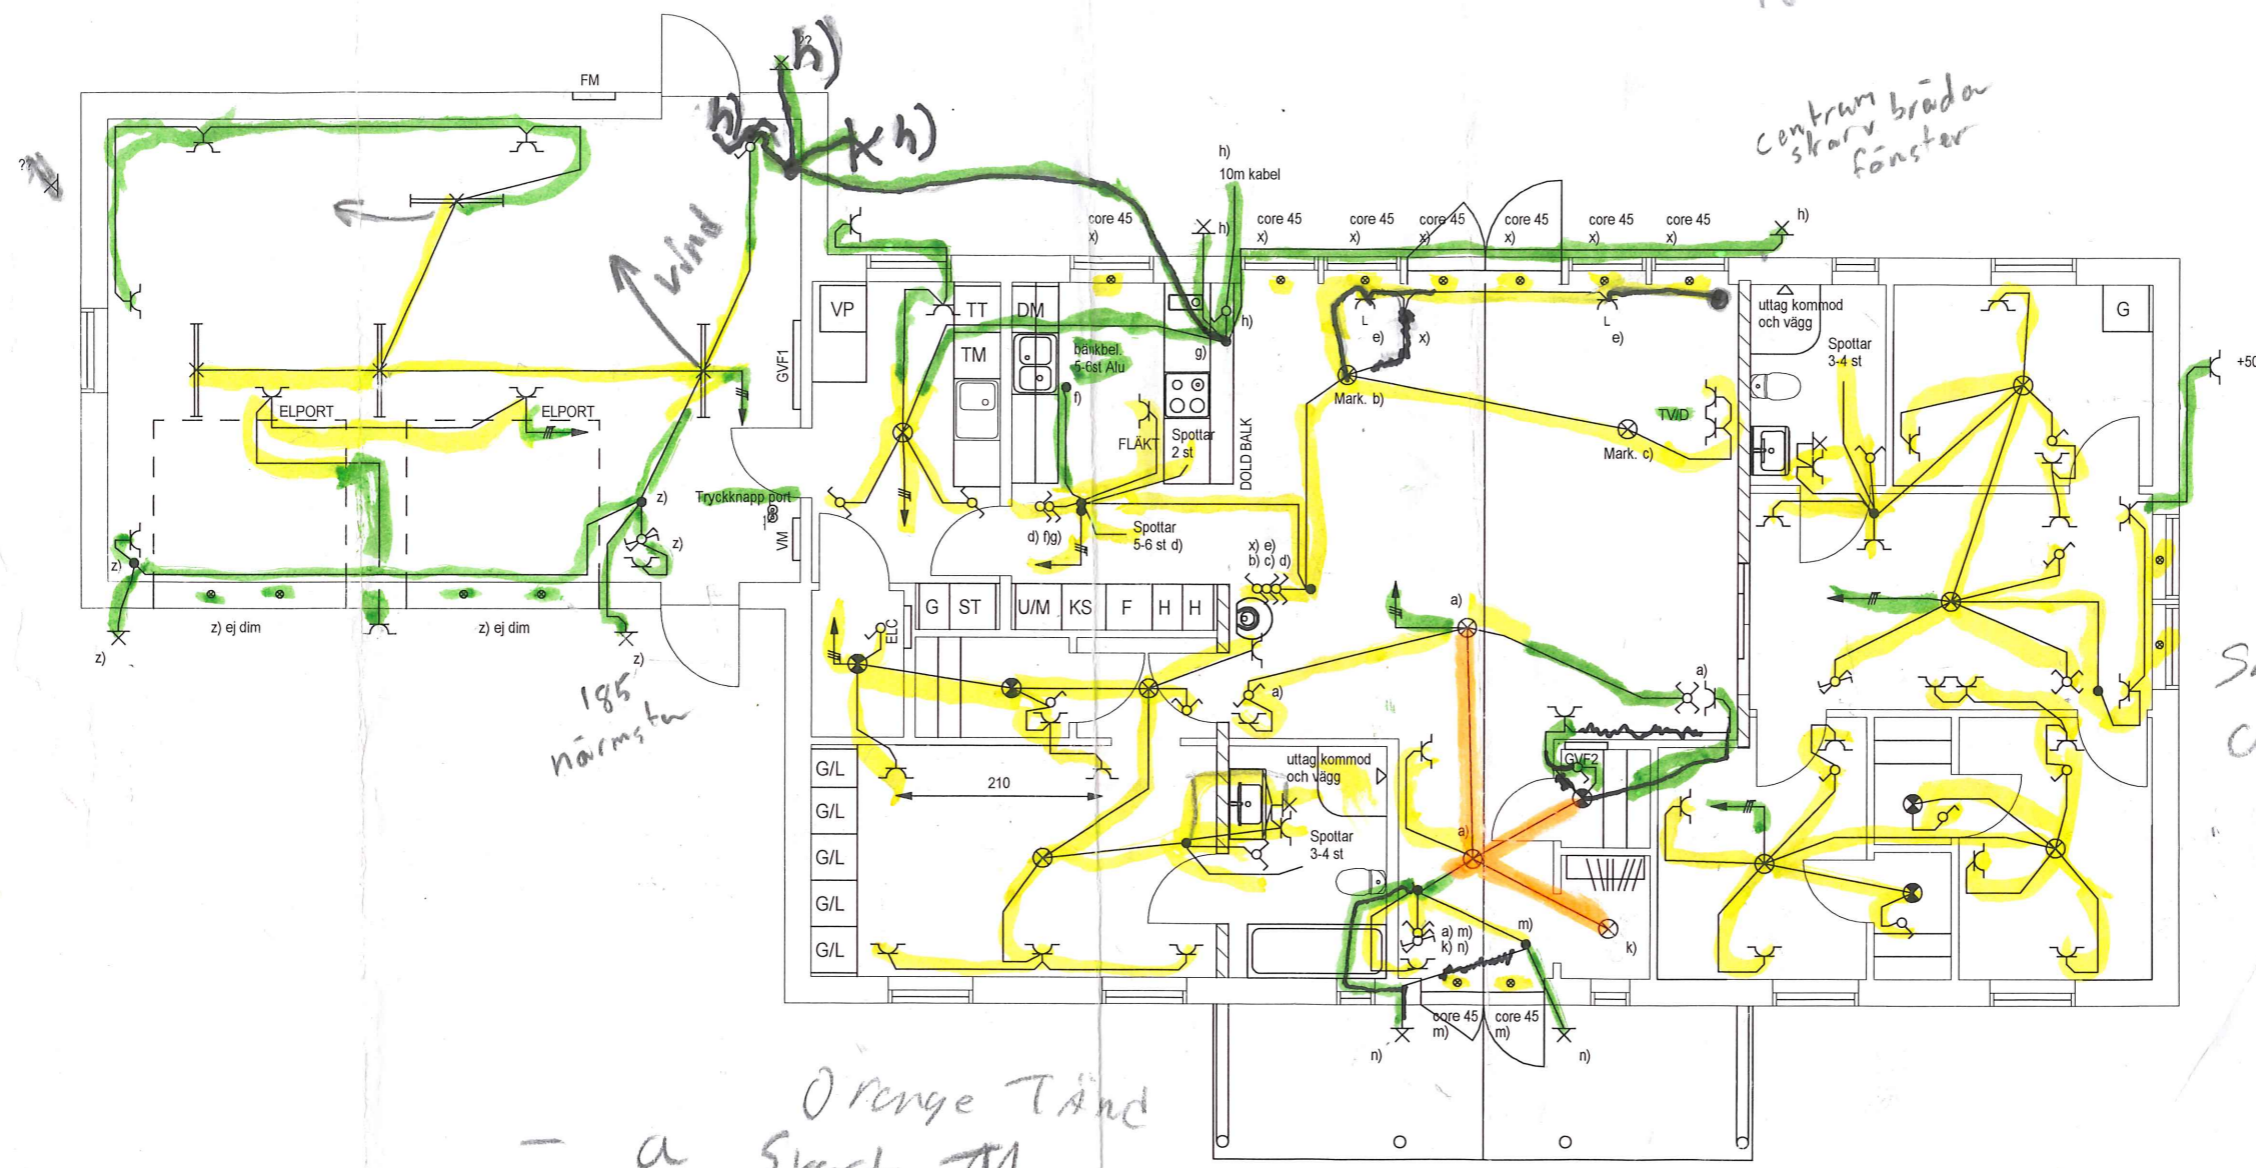 FM
??
h)
h)
h)
??
centrum bräda
skarv
fönster
vind
h)
10m kabel
core 45
x)
h)
core 45
x)
core 45
x)
core 45
x)
core 45
x)
core 45
x)
core 45
x)
h)
VP
TT
DM
TM
bänkbel.
5-6st Alu
g)
h)
f)
L
e)
x)
L
e)
uttag kommod
och vägg
Spottar
3-4 st
G
+50
GVF1
ELPORT
ELPORT
FLÄKT
Spottar
2 st
DOLD BALK
Mark. b)
Mark. c)
TV/D
Tryckknapp port
VM
z)
z)
z)
d) f)g)
Spottar
5-6 st d)
x) e)
b) c) d)
z) ej dim
z) ej dim
z)
z)
G
ST
U/M
KS
F
H
H
ELC
a)
a)
a)
185
närmsta
G/L
G/L
G/L
G/L
G/L
210
uttag kommod
och vägg
Spottar
3-4 st
GVF2
a)
a) m)
k) n)
m)
k)
core 45
m)
core 45
m)
n)
n)
Orange Tänd
- a